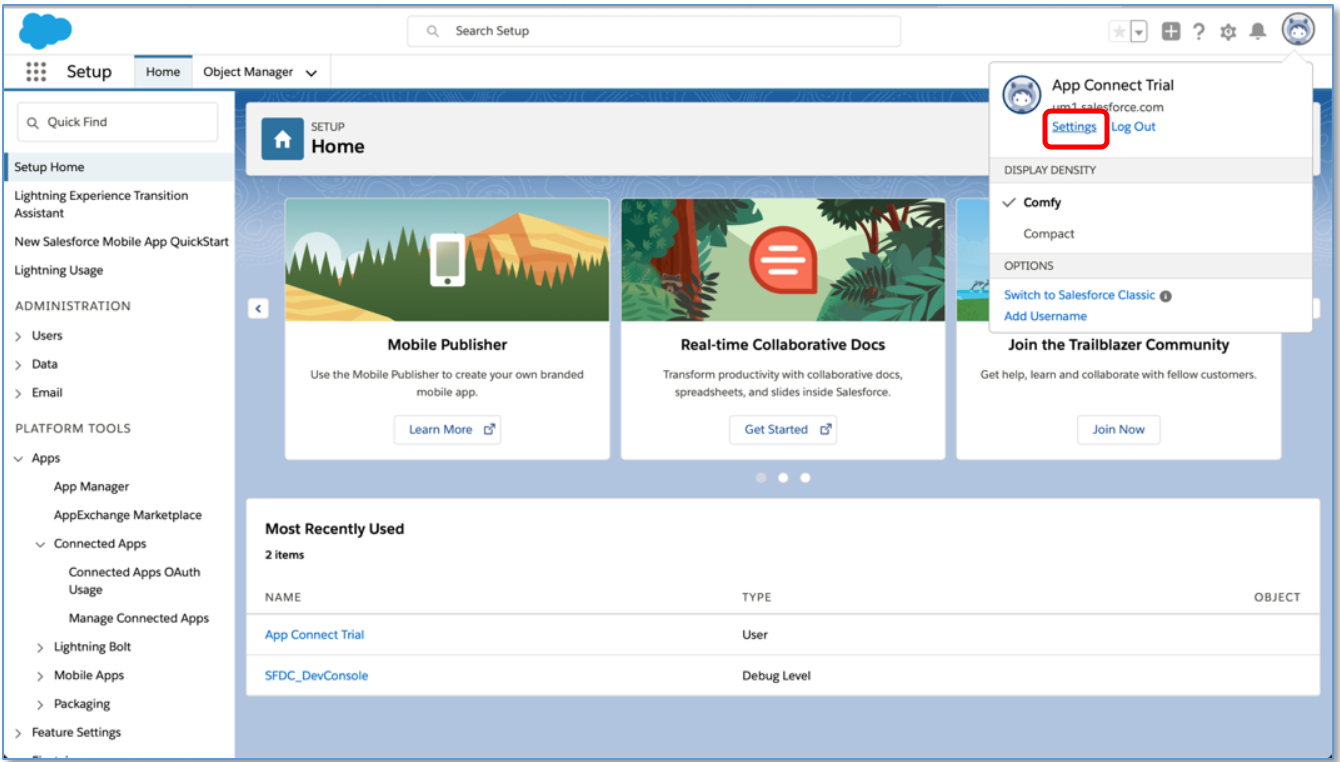 Search Setup
Setup
Home
Object Manager
App Connect Trial
um1.salesforce.com
Settings
Log Out
DISPLAY DENSITY
Comfy
Compact
OPTIONS
Switch to Salesforce Classic
Add Username
Quick Find
Setup Home
Lightning Experience Transition
Assistant
New Salesforce Mobile App QuickStart
Lightning Usage
ADMINISTRATION
Users
Data
Email
PLATFORM TOOLS
Apps
App Manager
AppExchange Marketplace
Connected Apps
Connected Apps OAuth
Usage
Manage Connected Apps
Lightning Bolt
Mobile Apps
Packaging
Feature Settings
SETUP
Home
Mobile Publisher
Use the Mobile Publisher to create your own branded
mobile app.
Learn More
Real-time Collaborative Docs
Transform productivity with collaborative docs,
spreadsheets, and slides inside Salesforce.
Get Started
Join the Trailblazer Community
Get help, learn and collaborate with fellow customers.
Join Now
Most Recently Used
2 items
NAME TYPE OBJECT
App Connect Trial User
SFDC_DevConsole Debug Level